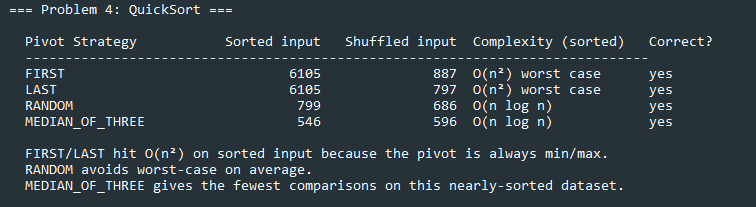 === Problem 4: QuickSort ===
Pivot Strategy Sorted input Shuffled input Complexity (sorted) Correct?
--------------------------------------------------------------------------------
FIRST 6105 887 O(n²) worst case yes
LAST 6105 797 O(n²) worst case yes
RANDOM 799 686 O(n log n) yes
MEDIAN_OF_THREE 546 596 O(n log n) yes
FIRST/LAST hit O(n²) on sorted input because the pivot is always min/max.
RANDOM avoids worst-case on average.
MEDIAN_OF_THREE gives the fewest comparisons on this nearly-sorted dataset.